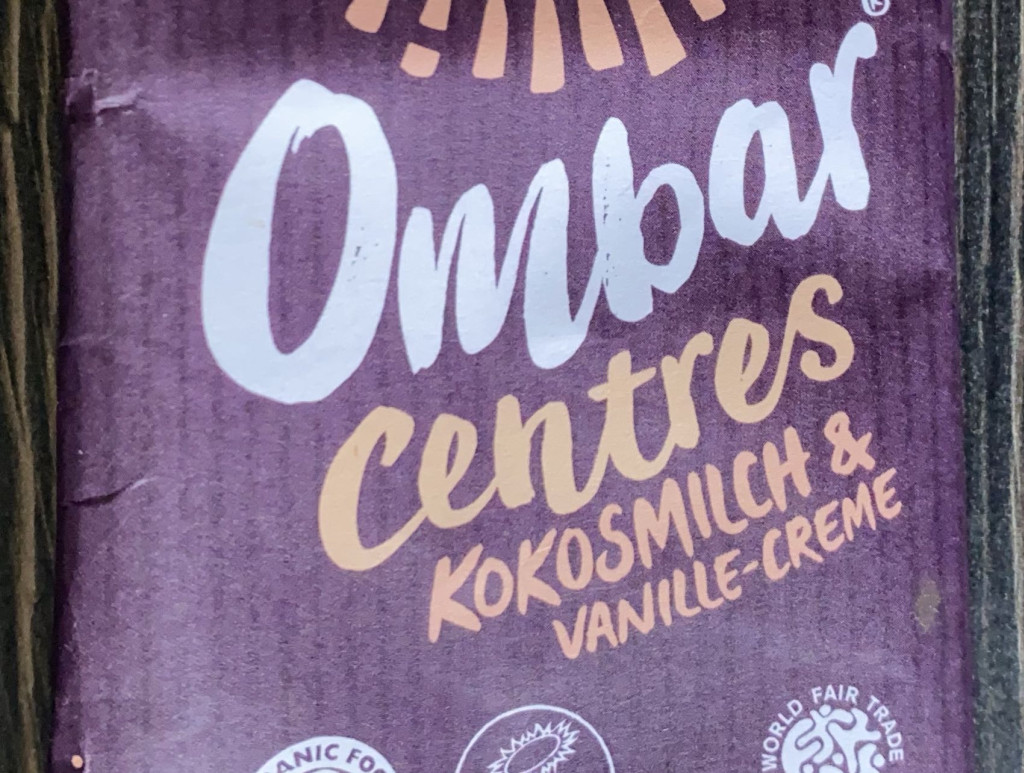 Ombar®
centres
KOKOSMILCH &
VANILLE-CREME
WORLD FAIR TRADE